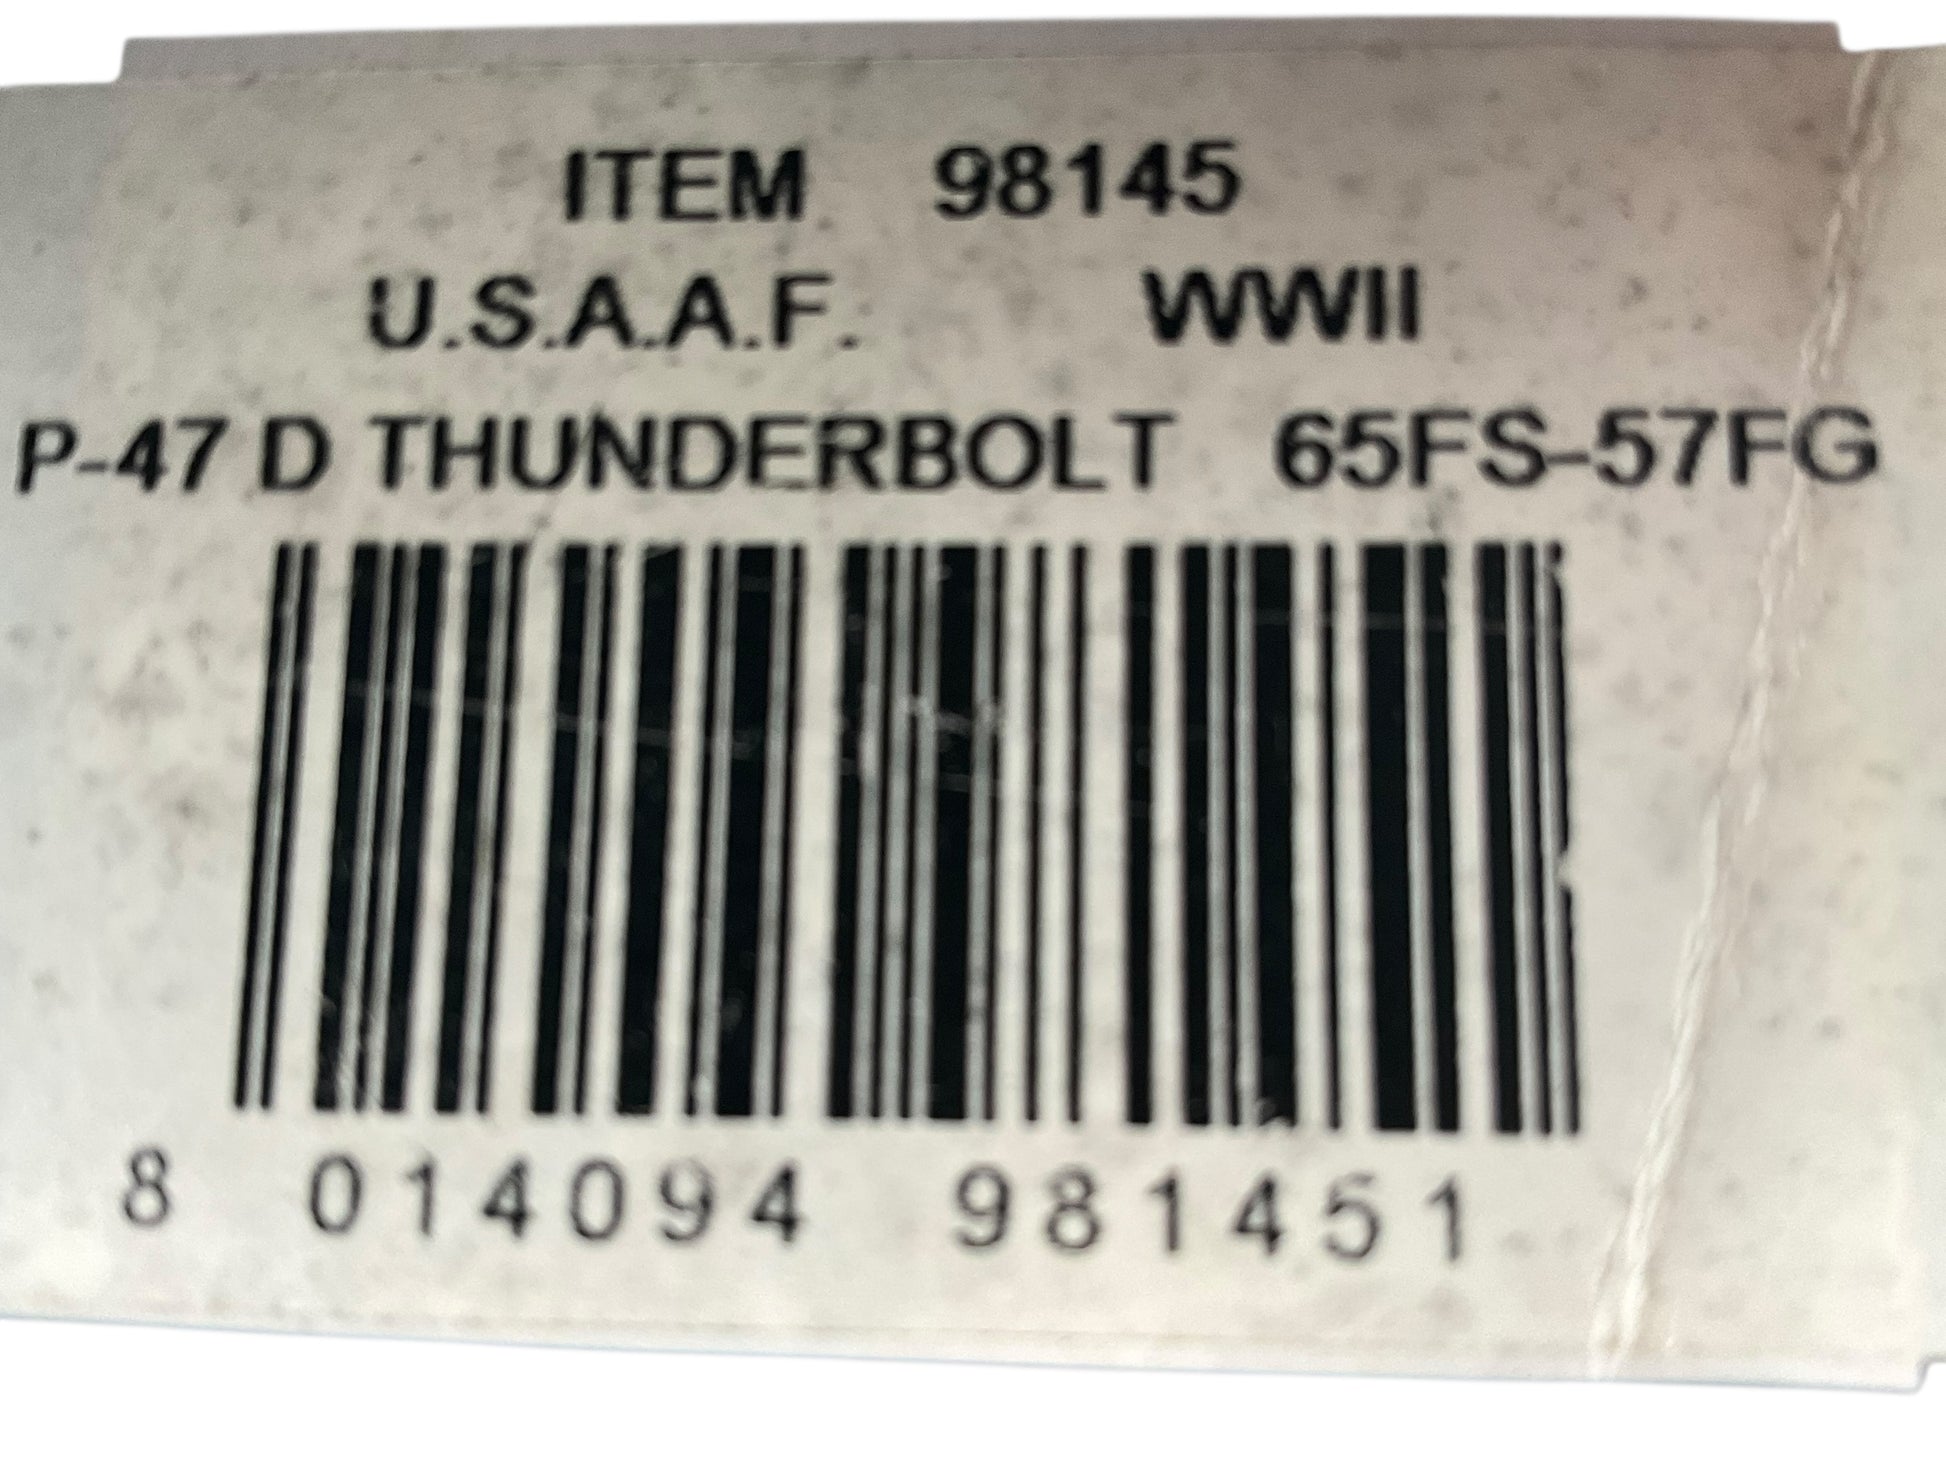 ITEM 98145
U.S.A.A.F. WWII
P-47 D THUNDERBOLT 65FS-57FG
8 014094 981451